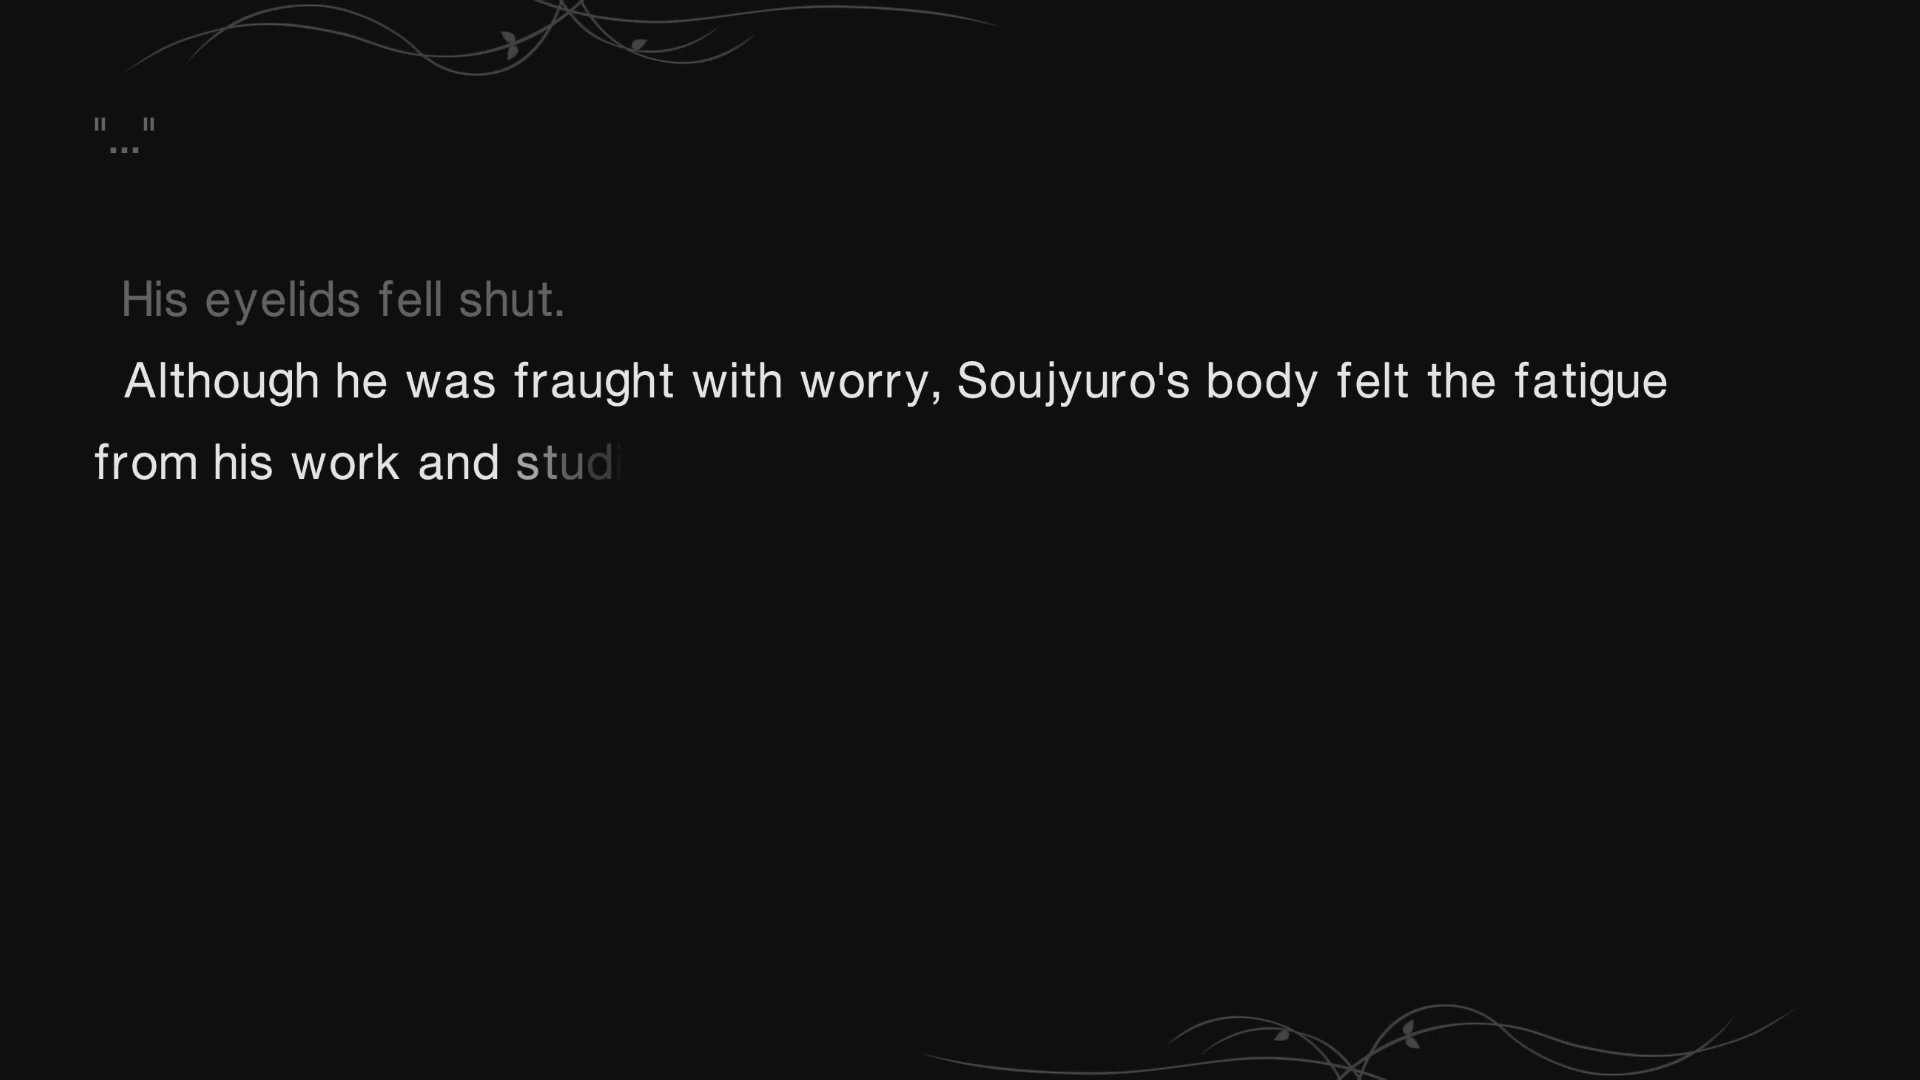 "..."
His eyelids fell shut.
Although he was fraught with worry, Soujyuro's body felt the fatigue
from his work and studie